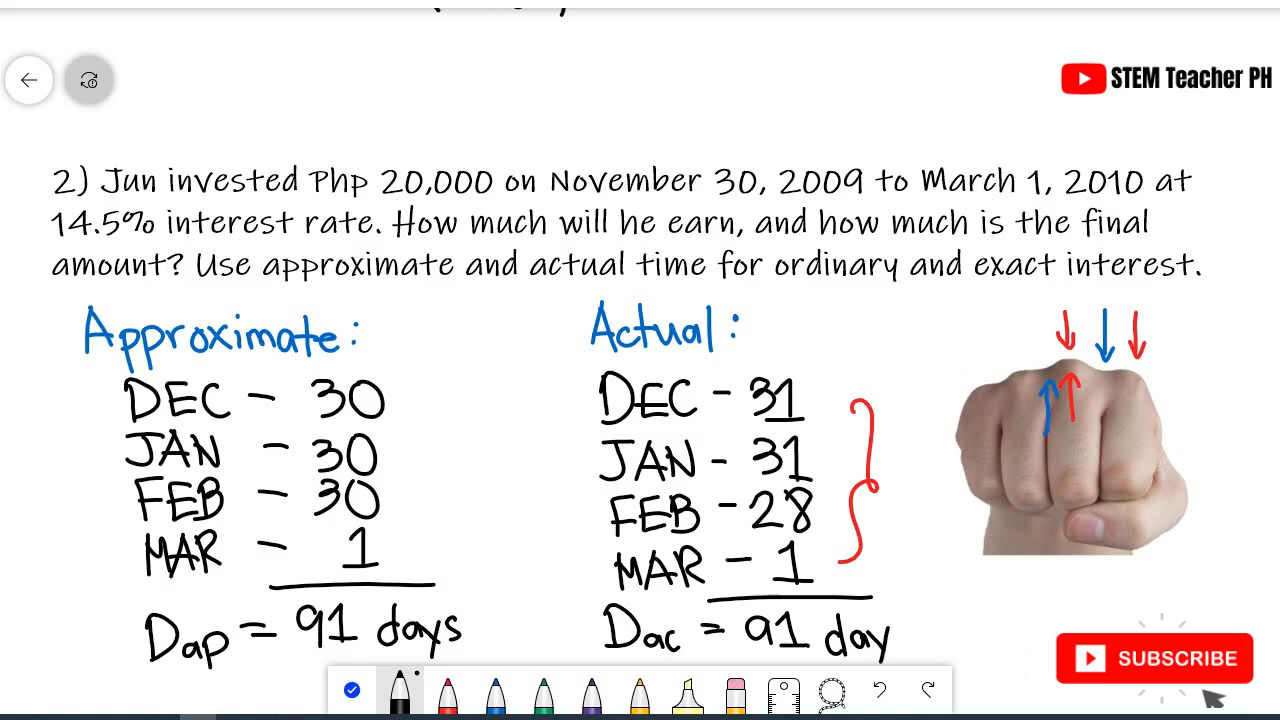 STEM Teacher PH
2) Jun invested Php 20,000 on November 30, 2009 to March 1, 2010 at
14.5% interest rate. How much will he earn, and how much is the final
amount? Use approximate and actual time for ordinary and exact interest.
Approximate:
DEC - 30
JAN - 30
FEB - 30
MAR - 1
Dap = 91 days
Actual:
DEC - 31
JAN - 31
FEB - 28
MAR - 1
Dac = 91 day
SUBSCRIBE